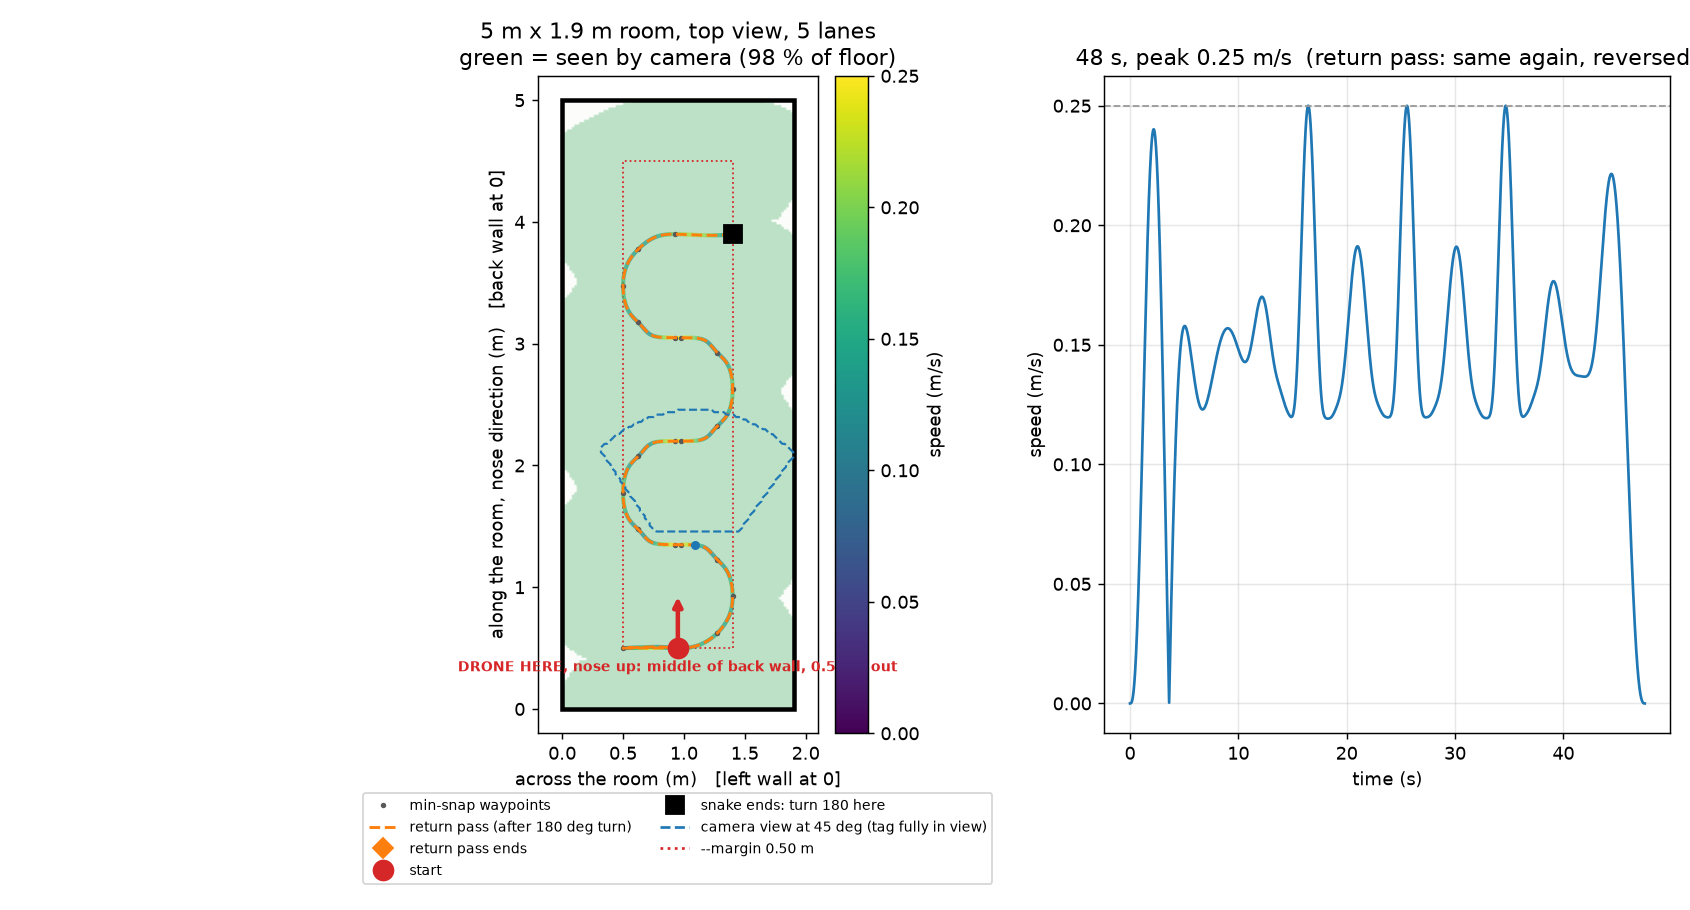 5 m x 1.9 m room, top view, 5 lanes
green = seen by camera (98 % of floor)
5
4
3
2
1
0
along the room, nose direction (m)   [back wall at 0]
0.0
0.5
1.0
1.5
2.0
across the room (m)   [left wall at 0]
DRONE HERE, nose up: middle of back wall, 0.5 out
0.25
0.20
0.15
0.10
0.05
0.00
speed (m/s)
min-snap waypoints
return pass (after 180 deg turn)
return pass ends
start
snake ends: turn 180 here
camera view at 45 deg (tag fully in view)
--margin 0.50 m
48 s, peak 0.25 m/s  (return pass: same again, reversed
0.25
0.20
0.15
0.10
0.05
0.00
speed (m/s)
0
10
20
30
40
time (s)